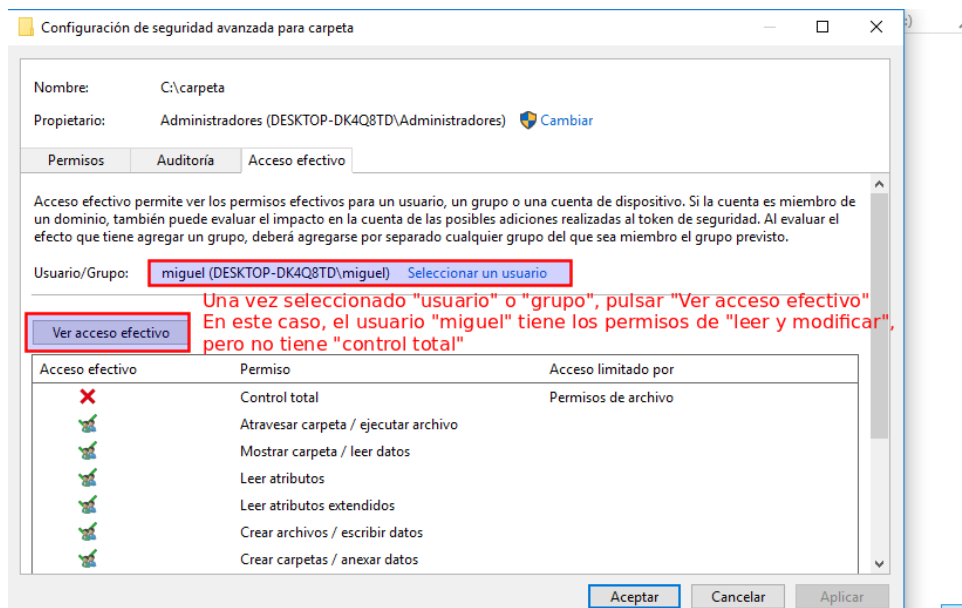 Configuración de seguridad avanzada para carpeta
Nombre: C:\carpeta
Propietario: Administradores (DESKTOP-DK4Q8TD\Administradores) Cambiar
Permisos Auditoría Acceso efectivo
Acceso efectivo permite ver los permisos efectivos para un usuario, un grupo o una cuenta de dispositivo. Si la cuenta es miembro de
un dominio, también puede evaluar el impacto en la cuenta de las posibles adiciones realizadas al token de seguridad. Al evaluar el
efecto que tiene agregar un grupo, deberá agregarse por separado cualquier grupo del que sea miembro el grupo previsto.
Usuario/Grupo: miguel (DESKTOP-DK4Q8TD\miguel) Seleccionar un usuario
Una vez seleccionado "usuario" o "grupo", pulsar "Ver acceso efectivo"
En este caso, el usuario "miguel" tiene los permisos de "leer y modificar",
pero no tiene "control total"
Ver acceso efectivo
Acceso efectivo Permiso Acceso limitado por
Control total Permisos de archivo
Atravesar carpeta / ejecutar archivo
Mostrar carpeta / leer datos
Leer atributos
Leer atributos extendidos
Crear archivos / escribir datos
Crear carpetas / anexar datos
Aceptar Cancelar Aplicar